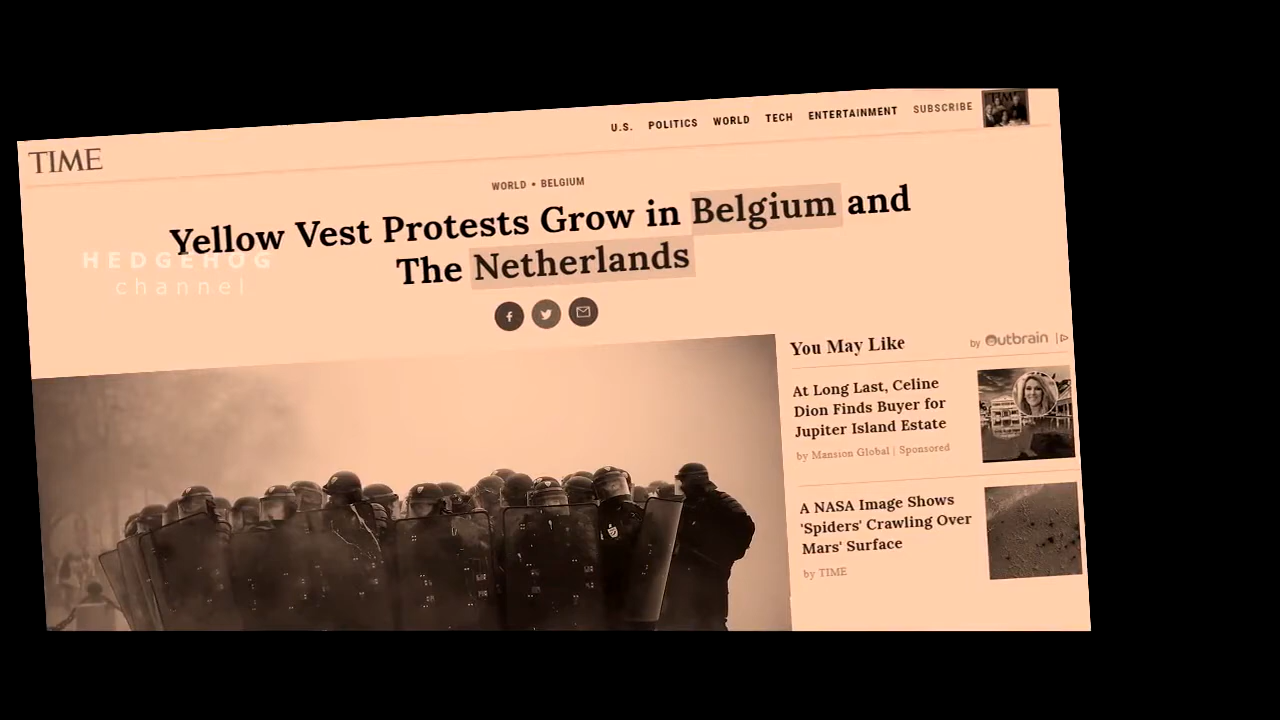 TIME
U.S. POLITICS WORLD TECH ENTERTAINMENT SUBSCRIBE
TIME
WORLD • BELGIUM
Yellow Vest Protests Grow in Belgium and
The Netherlands
HEDGEHOG
channel
You May Like
by Outbrain
At Long Last, Celine
Dion Finds Buyer for
Jupiter Island Estate
by Mansion Global | Sponsored
A NASA Image Shows
'Spiders' Crawling Over
Mars' Surface
by TIME